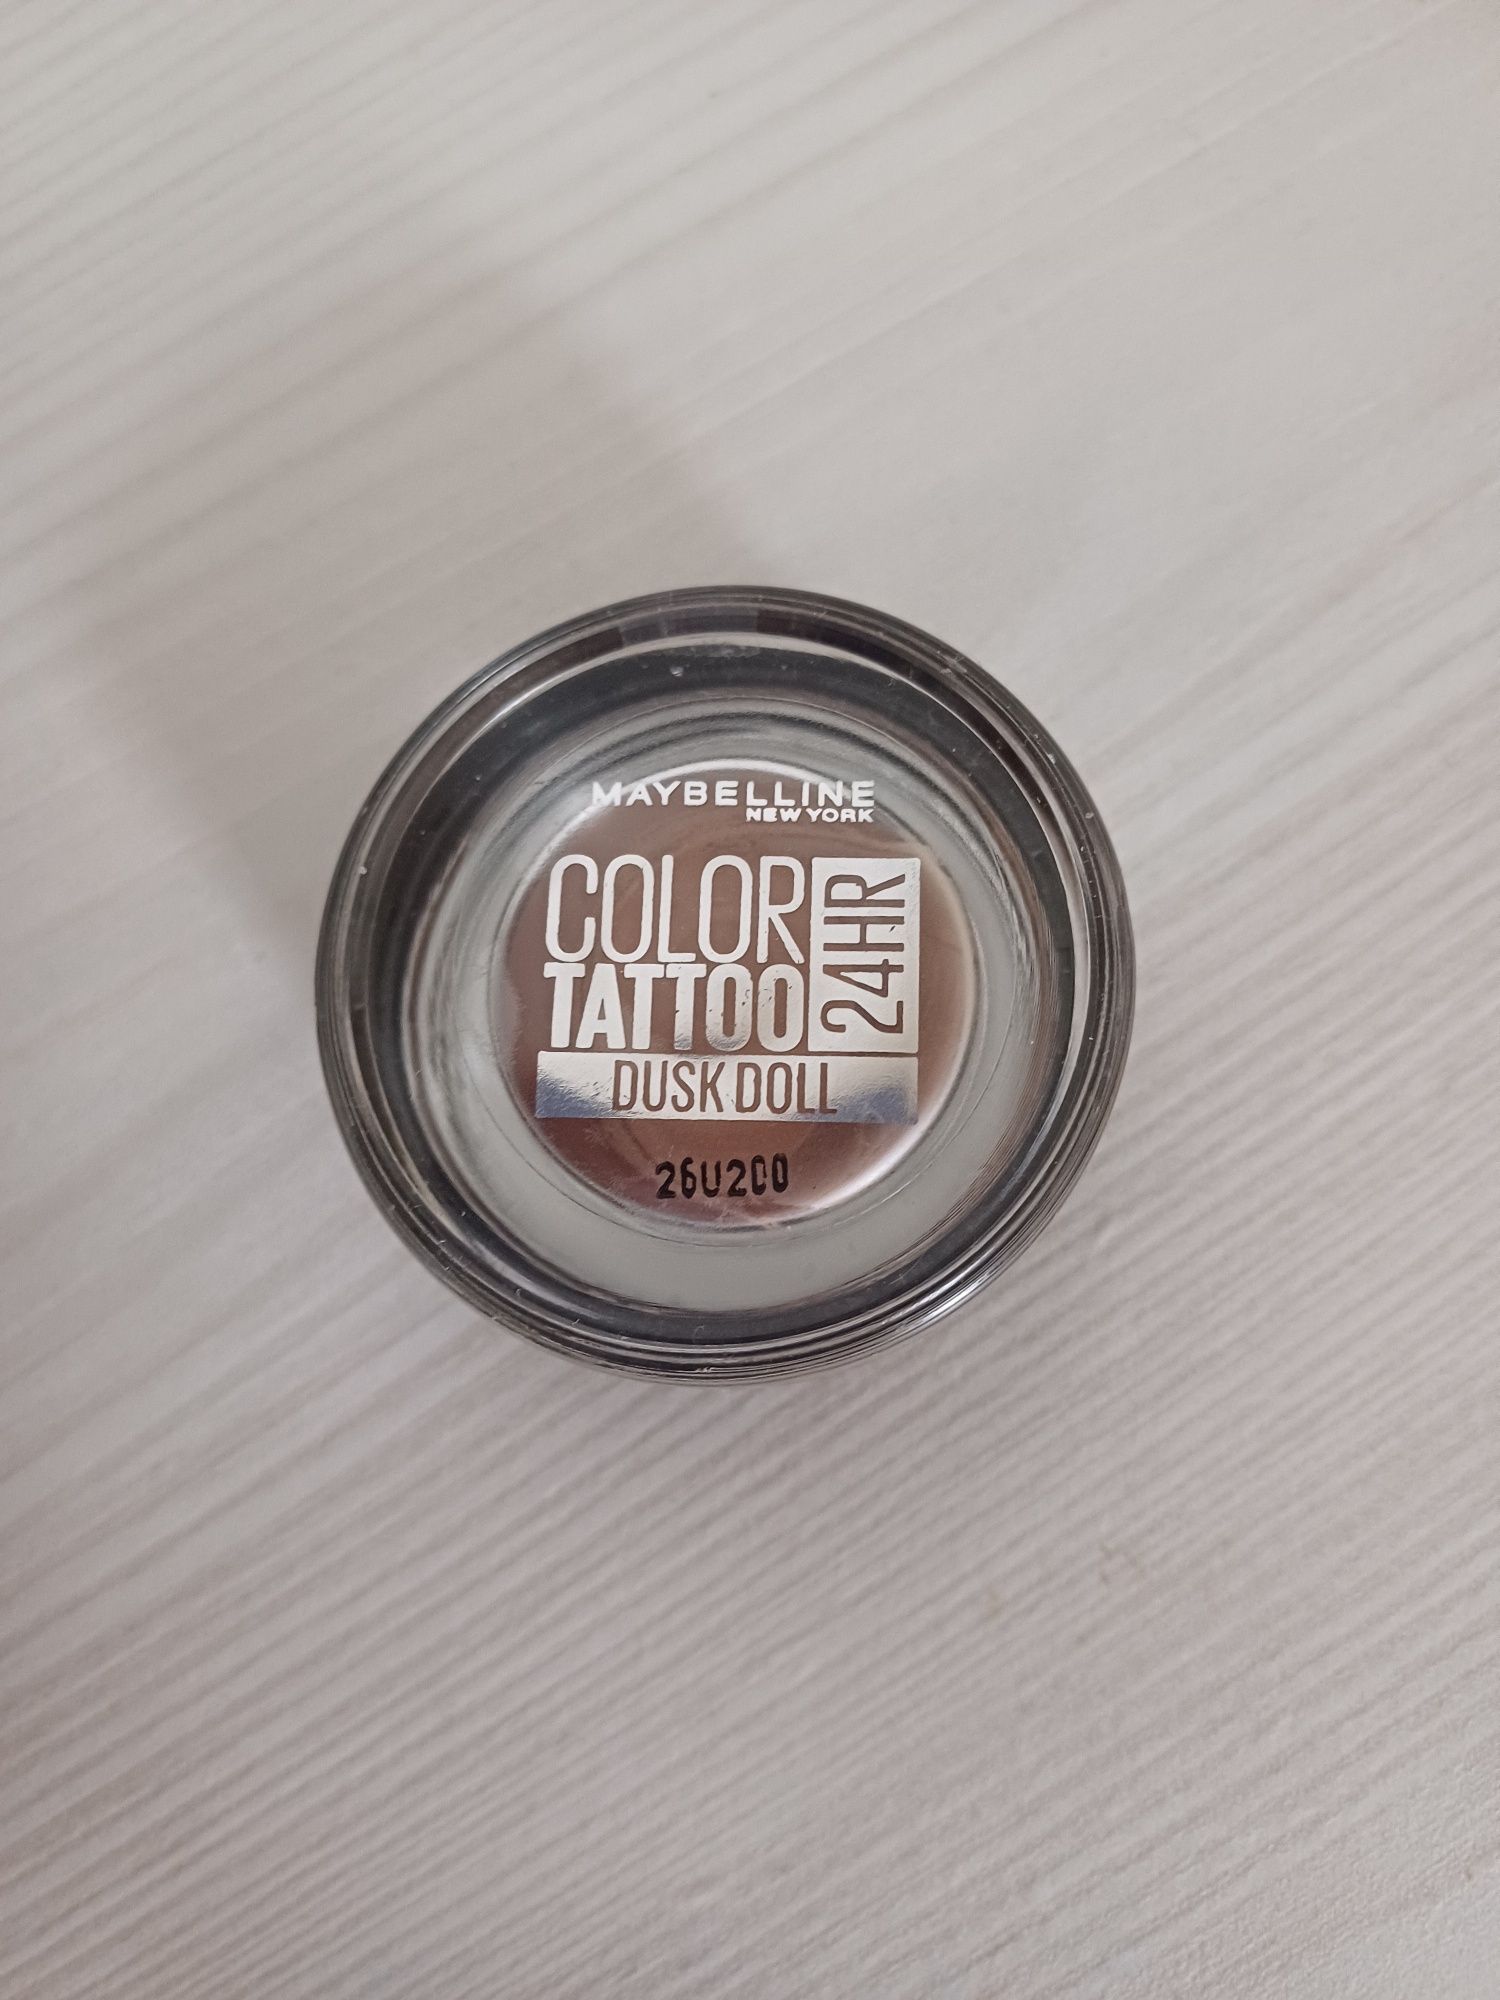 MAYBELLINE
NEW YORK
COLOR
TATTOO
24HR
DUSK DOLL
26U200